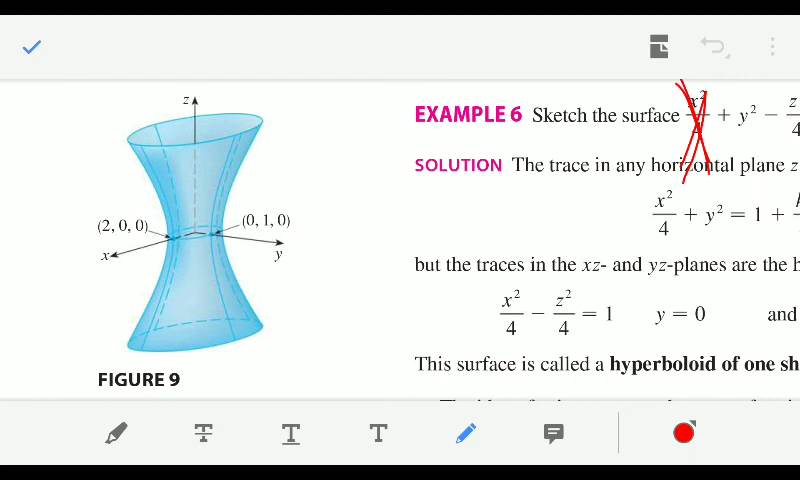 z
(2, 0, 0)
(0, 1, 0)
x
y
FIGURE 9
EXAMPLE 6 Sketch the surface x²/4 + y² − z/4
SOLUTION The trace in any horizontal plane z
x²/4 + y² = 1 +
but the traces in the xz- and yz-planes are the h
x²/4 − z²/4 = 1 y = 0 and
This surface is called a hyperboloid of one sh
T T T